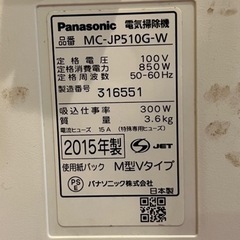 Panasonic 電気掃除機
品番 MC-JP510G-W
定格電圧 100V
定格消費電力 850W
定格周波数 50-60Hz
製造番号 316551
吸込仕事率 300W
質量 3.6kg
電流ヒューズ 15A (特殊専用ヒューズ)
2015年製 JET
使用紙パック M型Vタイプ
PSE パナソニック株式会社
日本製